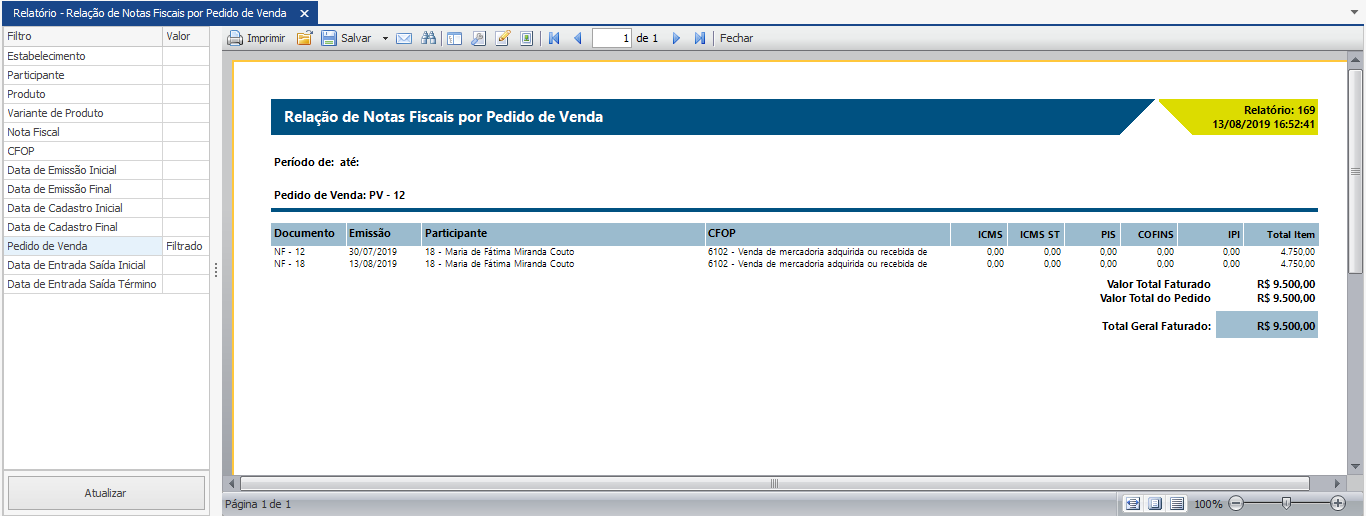 Relatório - Relação de Notas Fiscais por Pedido de Venda
Filtro Valor
Estabelecimento
Participante
Produto
Variante de Produto
Nota Fiscal
CFOP
Data de Emissão Inicial
Data de Emissão Final
Data de Cadastro Inicial
Data de Cadastro Final
Pedido de Venda Filtrado
Data de Entrada Saída Inicial
Data de Entrada Saída Término
Atualizar
Imprimir Salvar 1 de 1 Fechar
Relação de Notas Fiscais por Pedido de Venda
Relatório: 169
13/08/2019 16:52:41
Período de: até:
Pedido de Venda: PV - 12
Documento Emissão Participante CFOP ICMS ICMS ST PIS COFINS IPI Total Item
NF - 12 30/07/2019 18 - Maria de Fátima Miranda Couto 6102 - Venda de mercadoria adquirida ou recebida de 0,00 0,00 0,00 0,00 0,00 4.750,00
NF - 18 13/08/2019 18 - Maria de Fátima Miranda Couto 6102 - Venda de mercadoria adquirida ou recebida de 0,00 0,00 0,00 0,00 0,00 4.750,00
Valor Total Faturado R$ 9.500,00
Valor Total do Pedido R$ 9.500,00
Total Geral Faturado: R$ 9.500,00
Página 1 de 1 100%